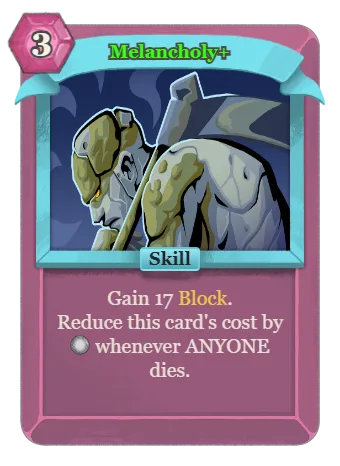 3
Melancholy+
Skill
Gain 17 Block.
Reduce this card's cost by
whenever ANYONE
dies.